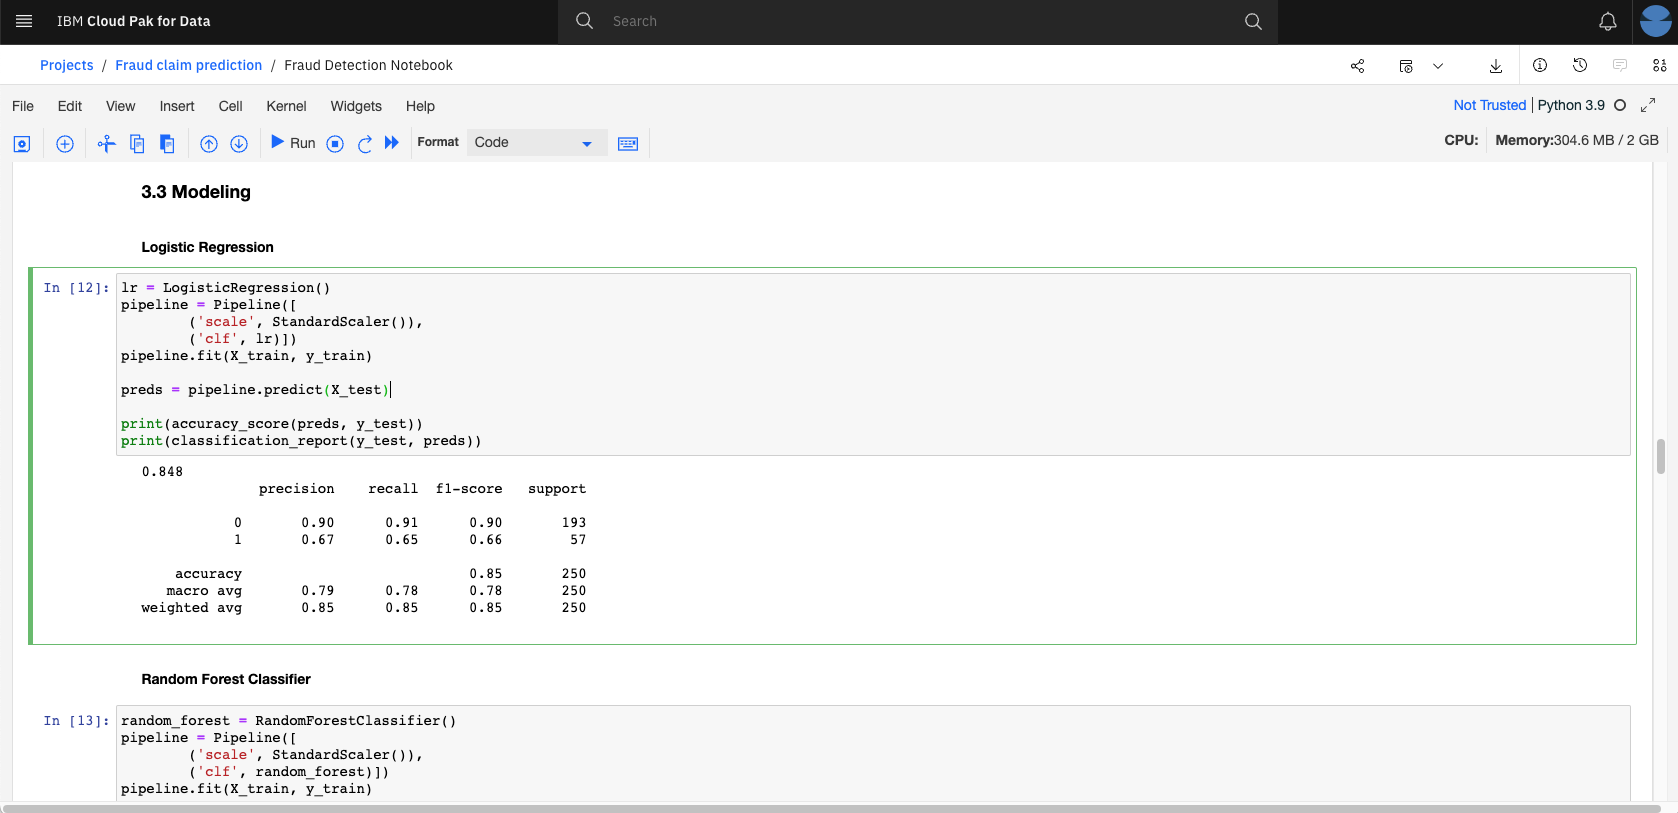 IBM Cloud Pak for Data
Search
Projects / Fraud claim prediction / Fraud Detection Notebook
File Edit View Insert Cell Kernel Widgets Help
Not Trusted | Python 3.9
Run
Format
Code
CPU: Memory:304.6 MB / 2 GB
3.3 Modeling
Logistic Regression
In [12]: lr = LogisticRegression()
pipeline = Pipeline([
        ('scale', StandardScaler()),
        ('clf', lr)])
pipeline.fit(X_train, y_train)
preds = pipeline.predict(X_test)
print(accuracy_score(preds, y_test))
print(classification_report(y_test, preds))
0.848
              precision    recall  f1-score   support
           0       0.90      0.91      0.90       193
           1       0.67      0.65      0.66        57
    accuracy                           0.85       250
   macro avg       0.79      0.78      0.78       250
weighted avg       0.85      0.85      0.85       250
Random Forest Classifier
In [13]: random_forest = RandomForestClassifier()
pipeline = Pipeline([
        ('scale', StandardScaler()),
        ('clf', random_forest)])
pipeline.fit(X_train, y_train)